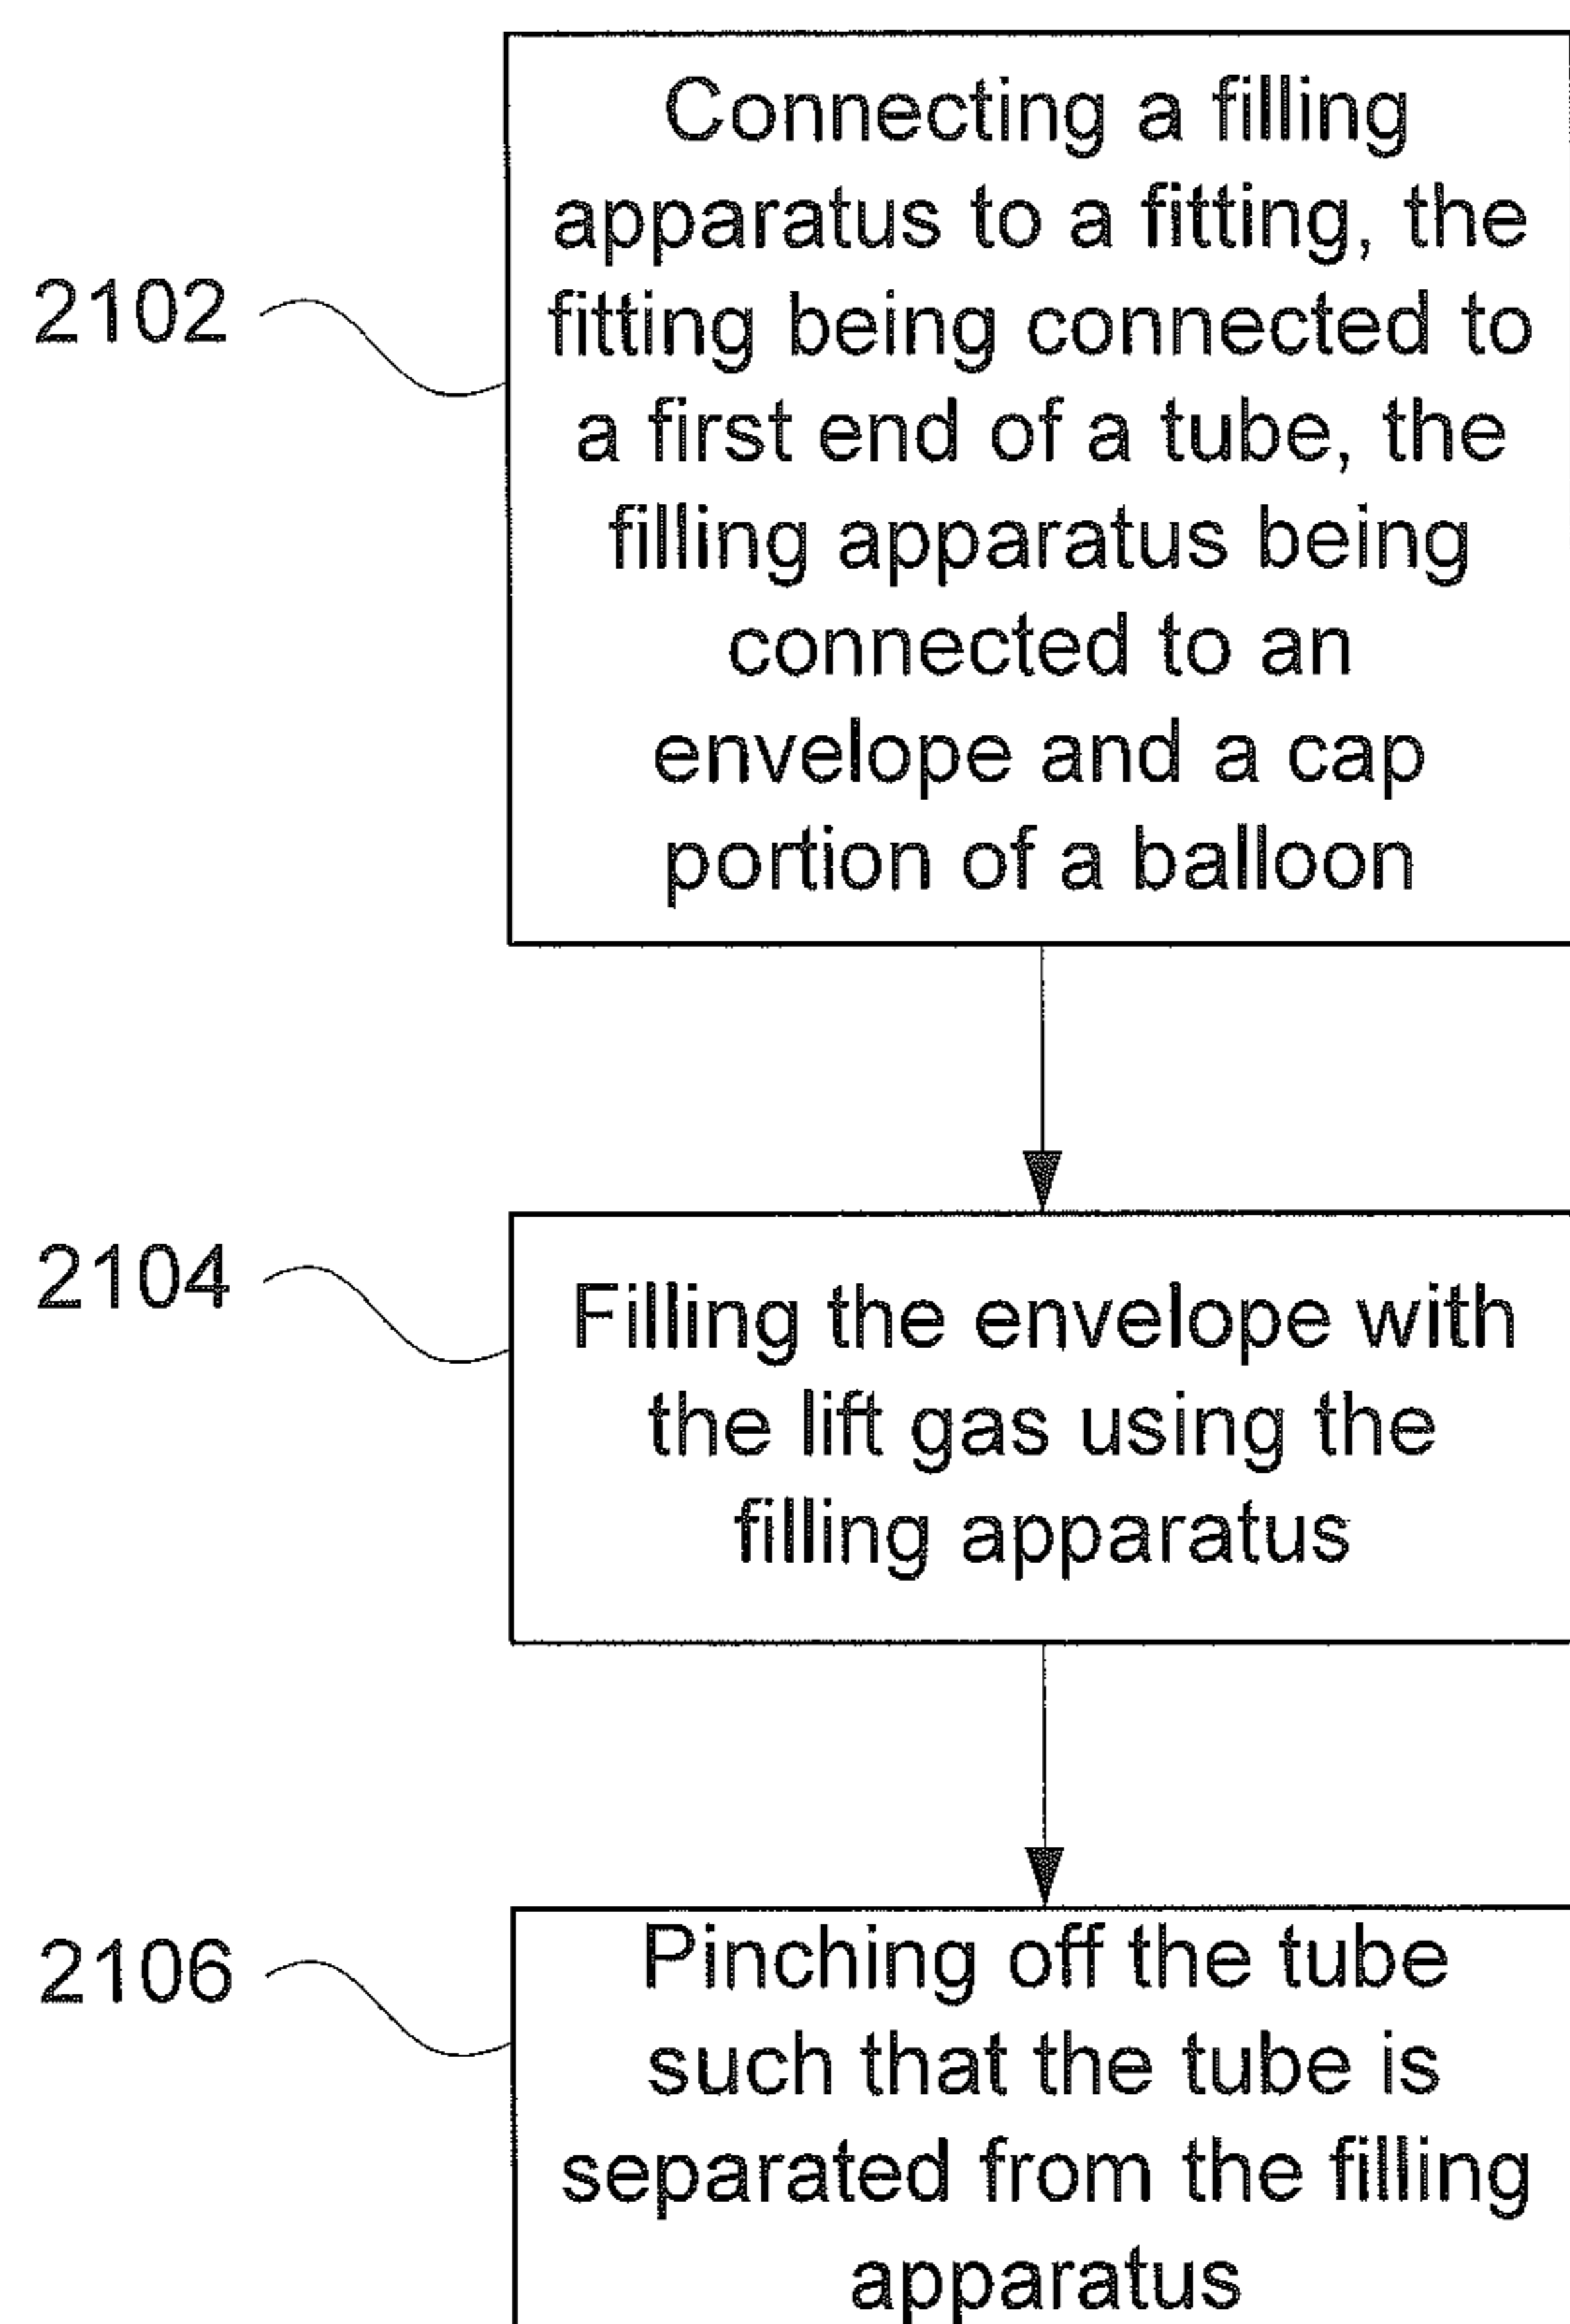 Connecting a filling
apparatus to a fitting, the
2102
fitting being connected to
a first end of a tube, the
filling apparatus being
connected to an
envelope and a cap
portion of a balloon
2104
Filling the envelope with
the lift gas using the
filling apparatus
2106
Pinching off the tube
such that the tube is
separated from the filling
apparatus